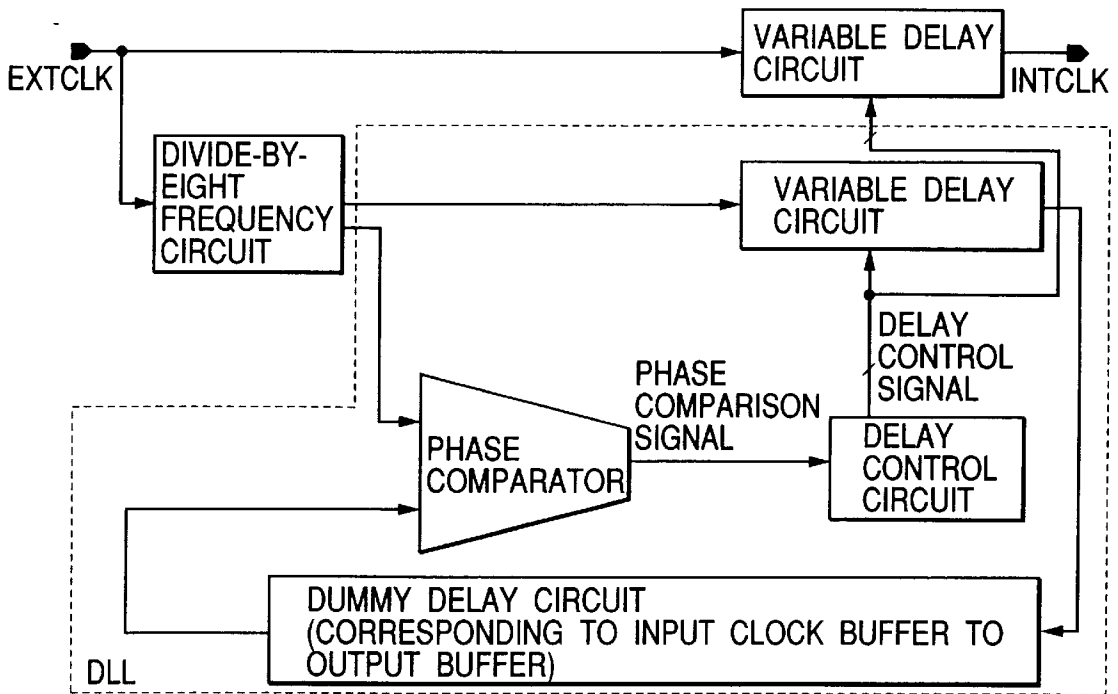 VARIABLE DELAY
CIRCUIT
EXTCLK
INTCLK
DIVIDE-BY-
EIGHT
FREQUENCY
CIRCUIT
VARIABLE DELAY
CIRCUIT
DELAY
CONTROL
SIGNAL
PHASE
COMPARISON
SIGNAL
PHASE
COMPARATOR
DELAY
CONTROL
CIRCUIT
DUMMY DELAY CIRCUIT
(CORRESPONDING TO INPUT CLOCK BUFFER TO
OUTPUT BUFFER)
DLL